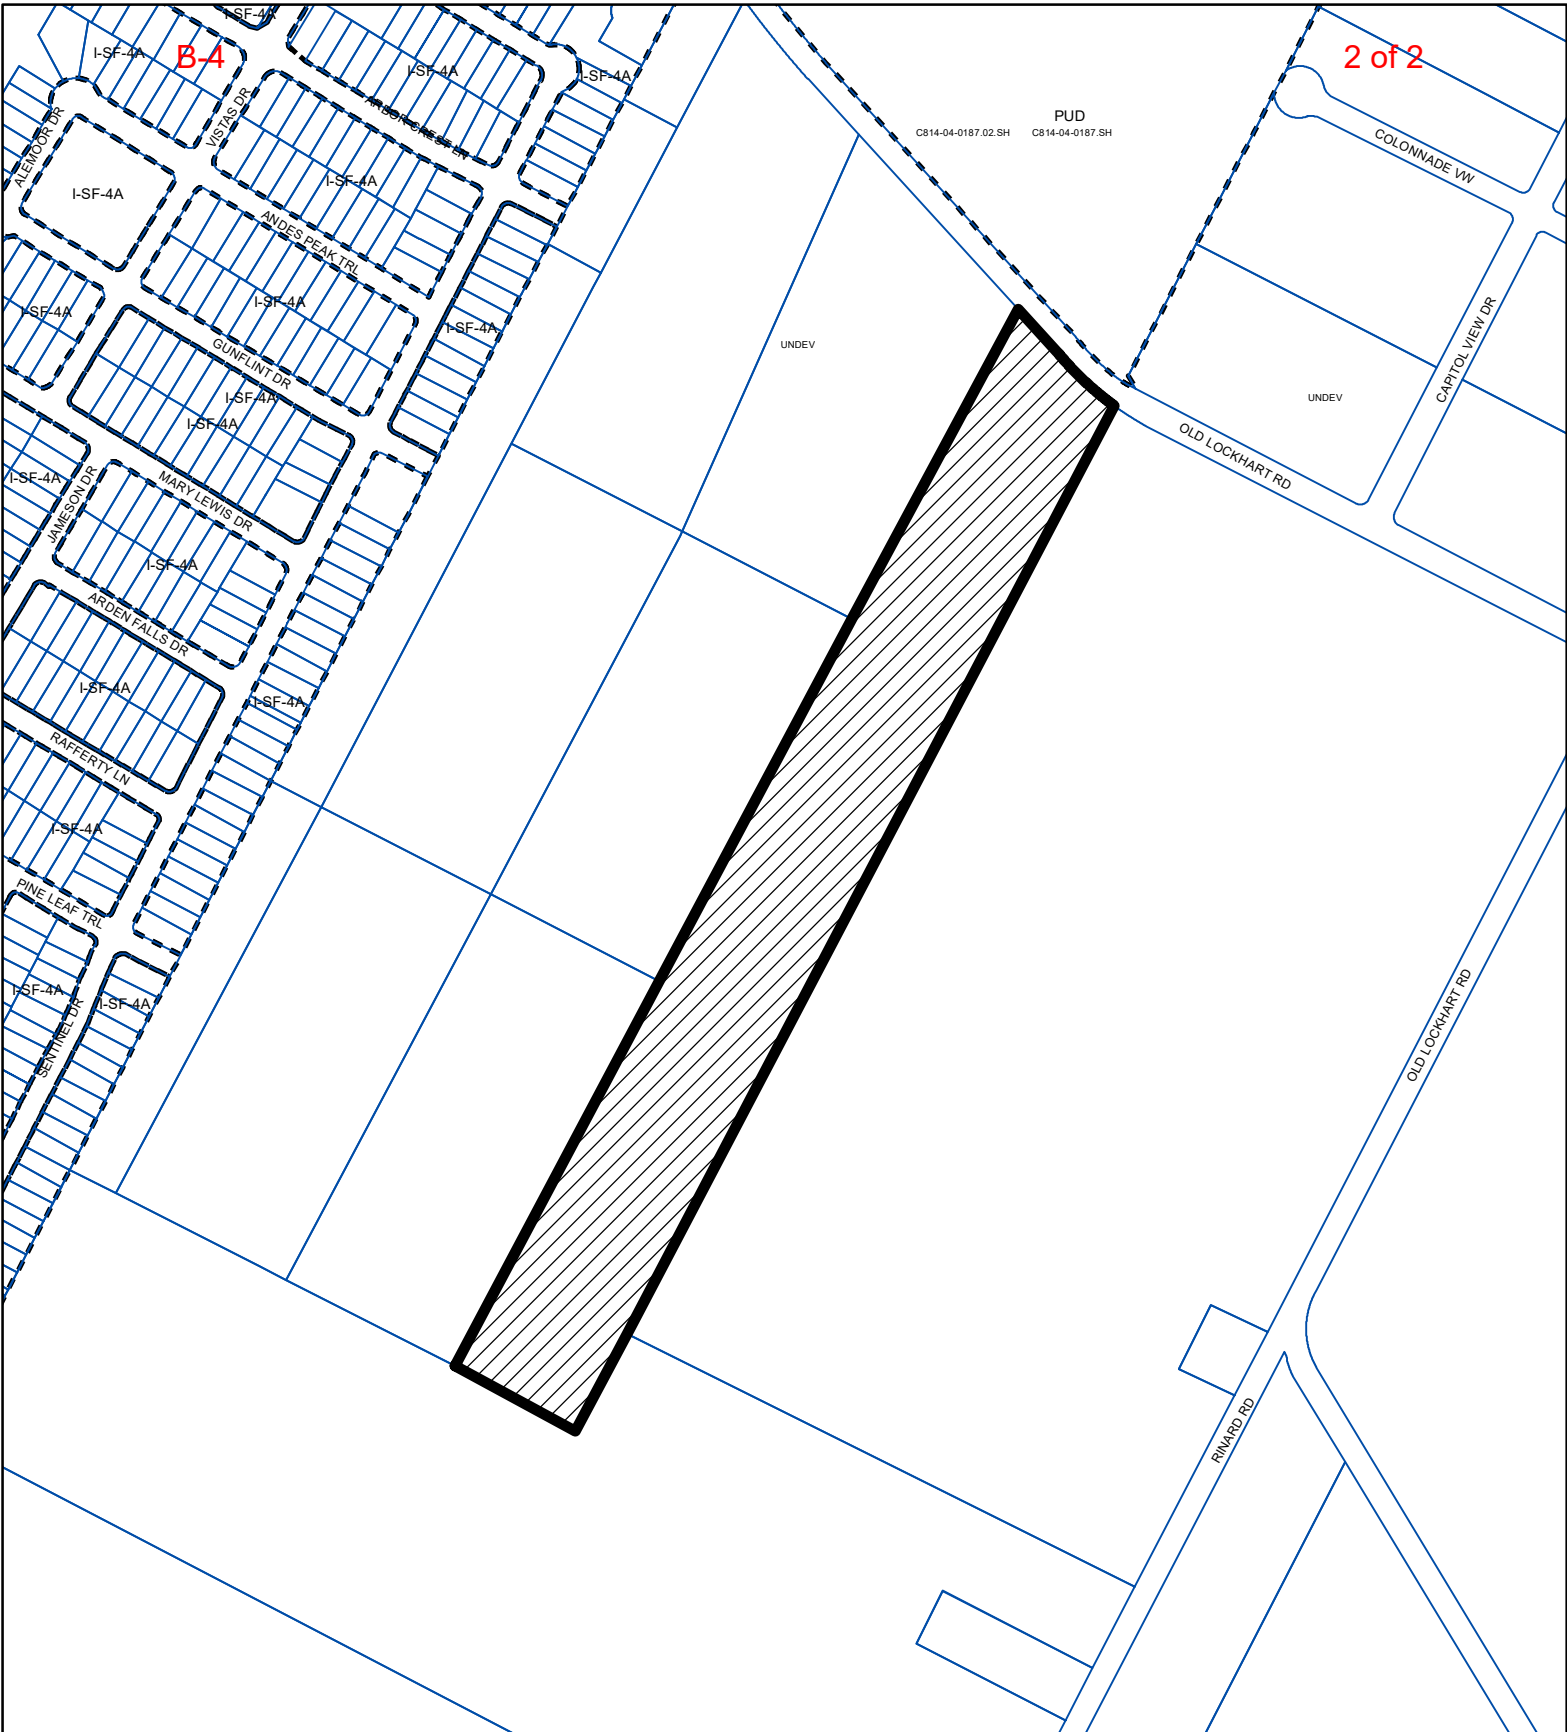 I-SF-4A
I-SF-4A
B-4
2 of 2
I-SF-4A
I-SF-4A
ALEMOOR DR
VISTAS DR
ARBOR CREST LN
PUD
C814-04-0187.02.SH
C814-04-0187.SH
COLONNADE VW
I-SF-4A
I-SF-4A
ANDES PEAK TRL
I-SF-4A
I-SF-4A
I-SF-4A
UNDEV
GUNFLINT DR
CAPITOL VIEW DR
I-SF-4A
UNDEV
I-SF-4A
OLD LOCKHART RD
I-SF-4A
JAMESON DR
MARY LEWIS DR
I-SF-4A
ARDEN FALLS DR
I-SF-4A
I-SF-4A
RAFFERTY LN
I-SF-4A
PINE LEAF TRL
I-SF-4A
I-SF-4A
SENTINEL DR
OLD LOCKHART RD
RINARD RD